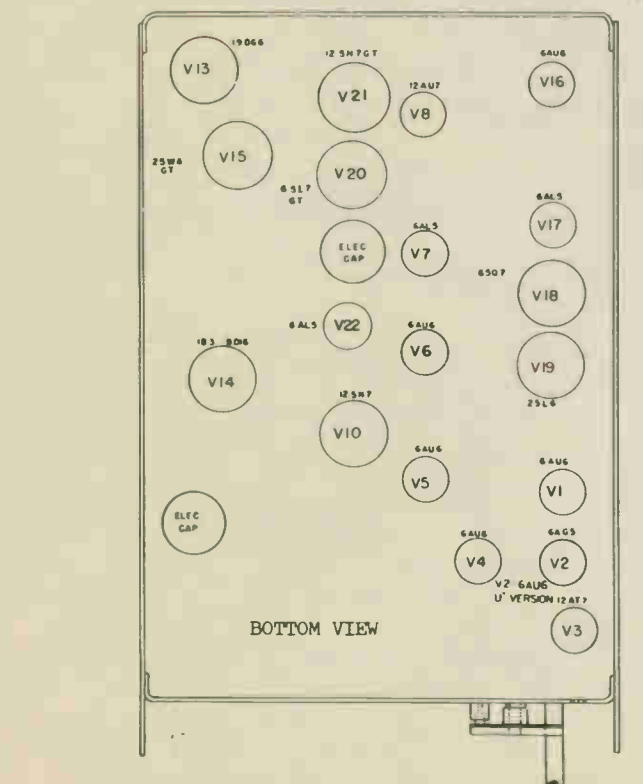 19DG6
V13
12SN7GT
V21
12AU7
V8
6AU6
V16
25W6
GT
V15
6SL7
GT
V20
6AL5
V17
ELEC
CAP
6AL5
V7
6SQ7
V18
6AL5
V22
6AU6
V6
V19
25L6
1B3 8016
V14
12SN7
V10
6AU6
V5
6AU6
V1
ELEC
CAP
6AU6
V4
6AG5
V2
V2 6AU6
U" VERSION
12AT7
V3
BOTTOM VIEW